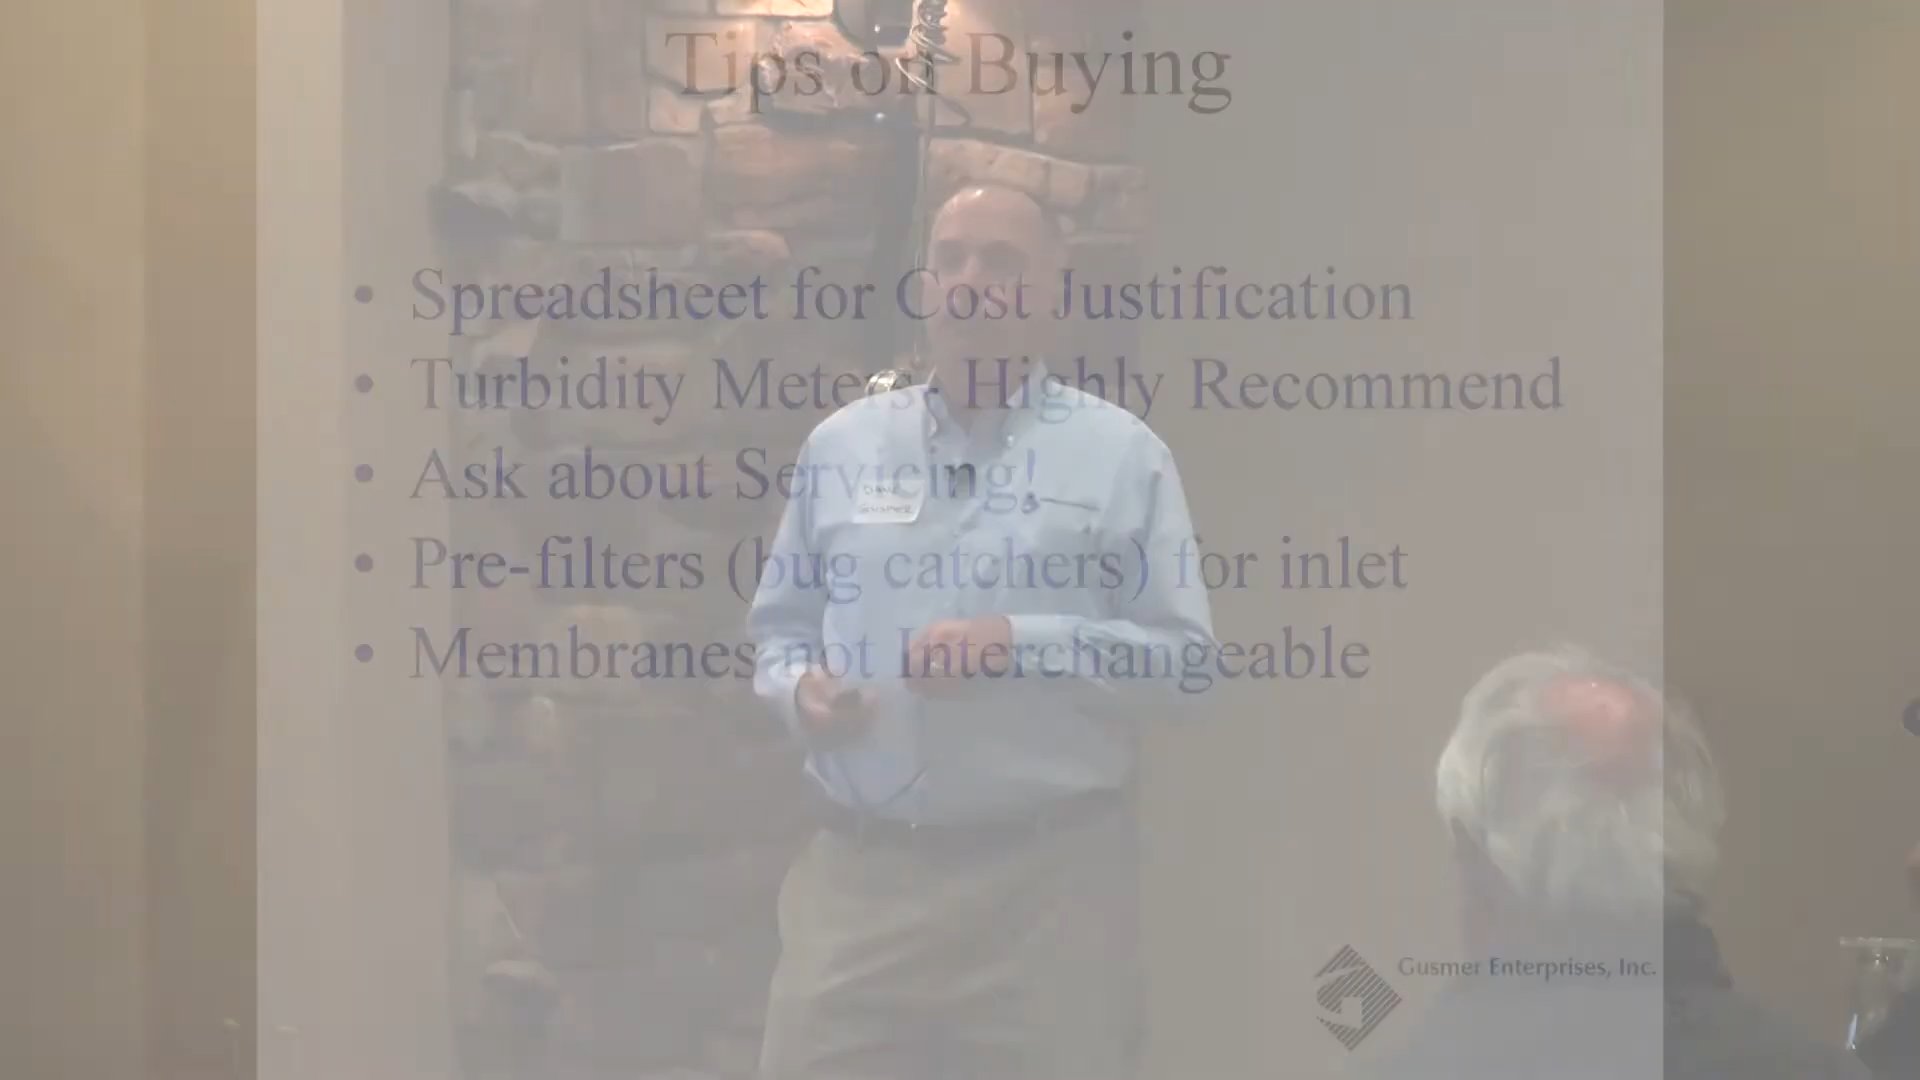 Tips on Buying
• Spreadsheet for Cost Justification
• Turbidity Meters, Highly Recommend
• Ask about Servicing!
• Pre-filters (bug catchers) for inlet
• Membranes not Interchangeable
Gusmer Enterprises, Inc.